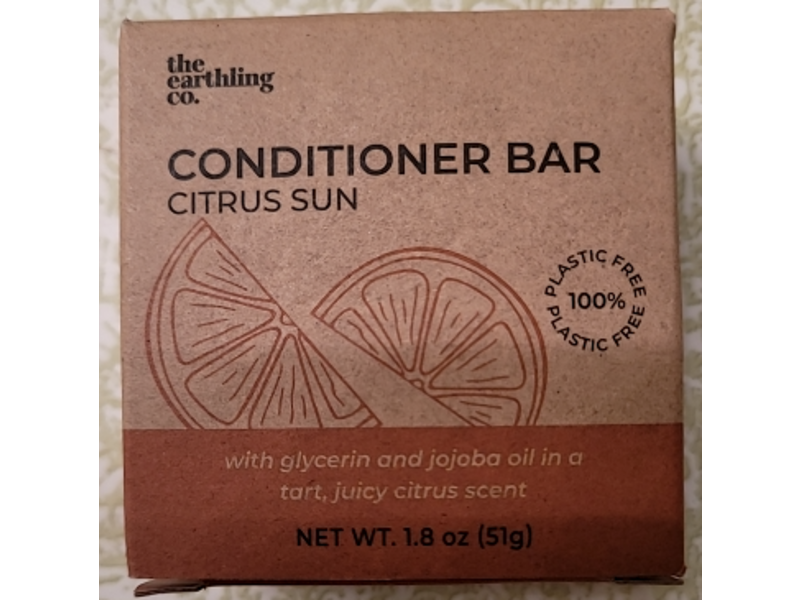 the
earthling
co.
CONDITIONER BAR
CITRUS SUN
PLASTIC FREE
100%
PLASTIC FREE
with glycerin and jojoba oil in a
tart, juicy citrus scent
NET WT. 1.8 oz (51g)